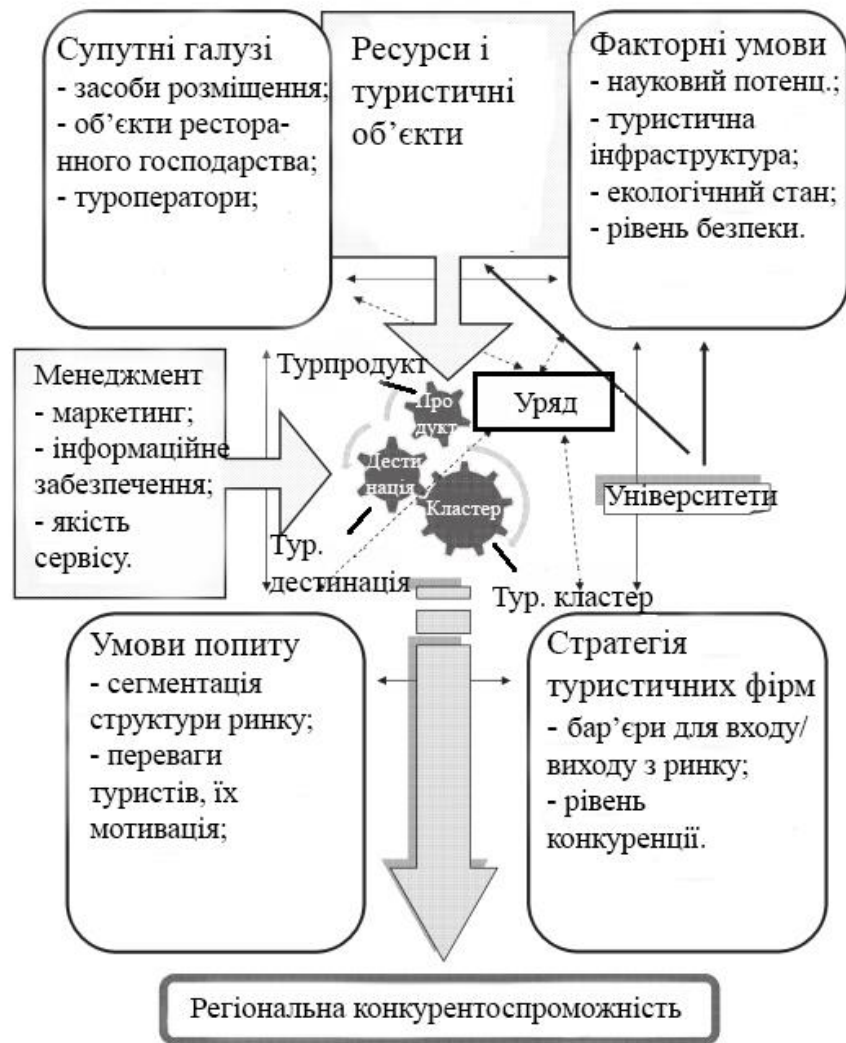 Супутні галузі
- засоби розміщення;
- об’єкти рестора-
нного господарства;
- туроператори;
Ресурси і
туристичні
об’єкти
Факторні умови
- науковий потенц.;
- туристична
інфраструктура;
- екологічний стан;
- рівень безпеки.
Менеджмент
- маркетинг;
- інформаційне
забезпечення;
- якість
сервісу.
Турпродукт
Про
дукт
Дести
нація
Кластер
Уряд
Університети
Тур.
дестинація
Тур. кластер
Умови попиту
- сегментація
структури ринку;
- переваги
туристів, їх
мотивація;
Стратегія
туристичних фірм
- бар’єри для входу/
виходу з ринку;
- рівень
конкуренції.
Регіональна конкурентоспроможність